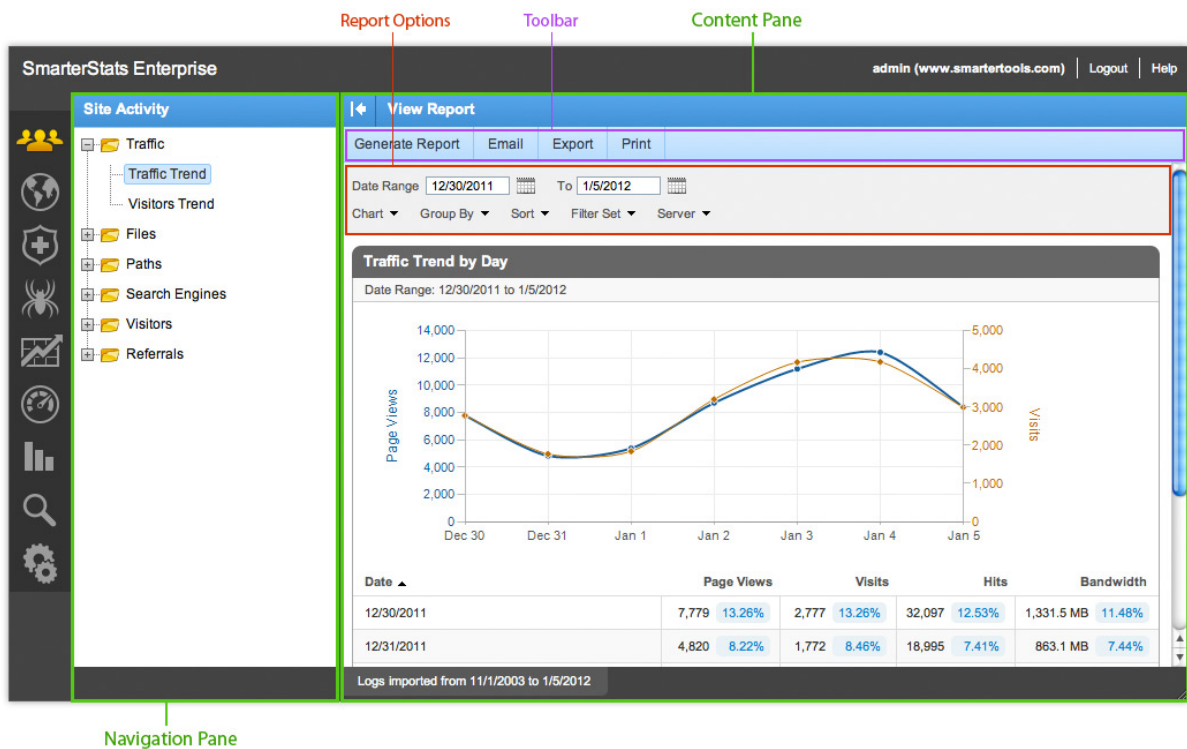 Report Options
Toolbar
Content Pane
SmarterStats Enterprise
admin (www.smartertools.com)
Logout
Help
Site Activity
View Report
Traffic
Traffic Trend
Visitors Trend
Files
Paths
Search Engines
Visitors
Referrals
Generate Report
Email
Export
Print
Date Range 12/30/2011 To 1/5/2012
Chart Group By Sort Filter Set Server
Traffic Trend by Day
Date Range: 12/30/2011 to 1/5/2012
Page Views
14,000
12,000
10,000
8,000
6,000
4,000
2,000
0
5,000
4,000
3,000
2,000
1,000
0
Visits
Dec 30 Dec 31 Jan 1 Jan 2 Jan 3 Jan 4 Jan 5
Date Page Views Visits Hits Bandwidth
12/30/2011 7,779 13.26% 2,777 13.26% 32,097 12.53% 1,331.5 MB 11.48%
12/31/2011 4,820 8.22% 1,772 8.46% 18,995 7.41% 863.1 MB 7.44%
Logs imported from 11/1/2003 to 1/5/2012
Navigation Pane